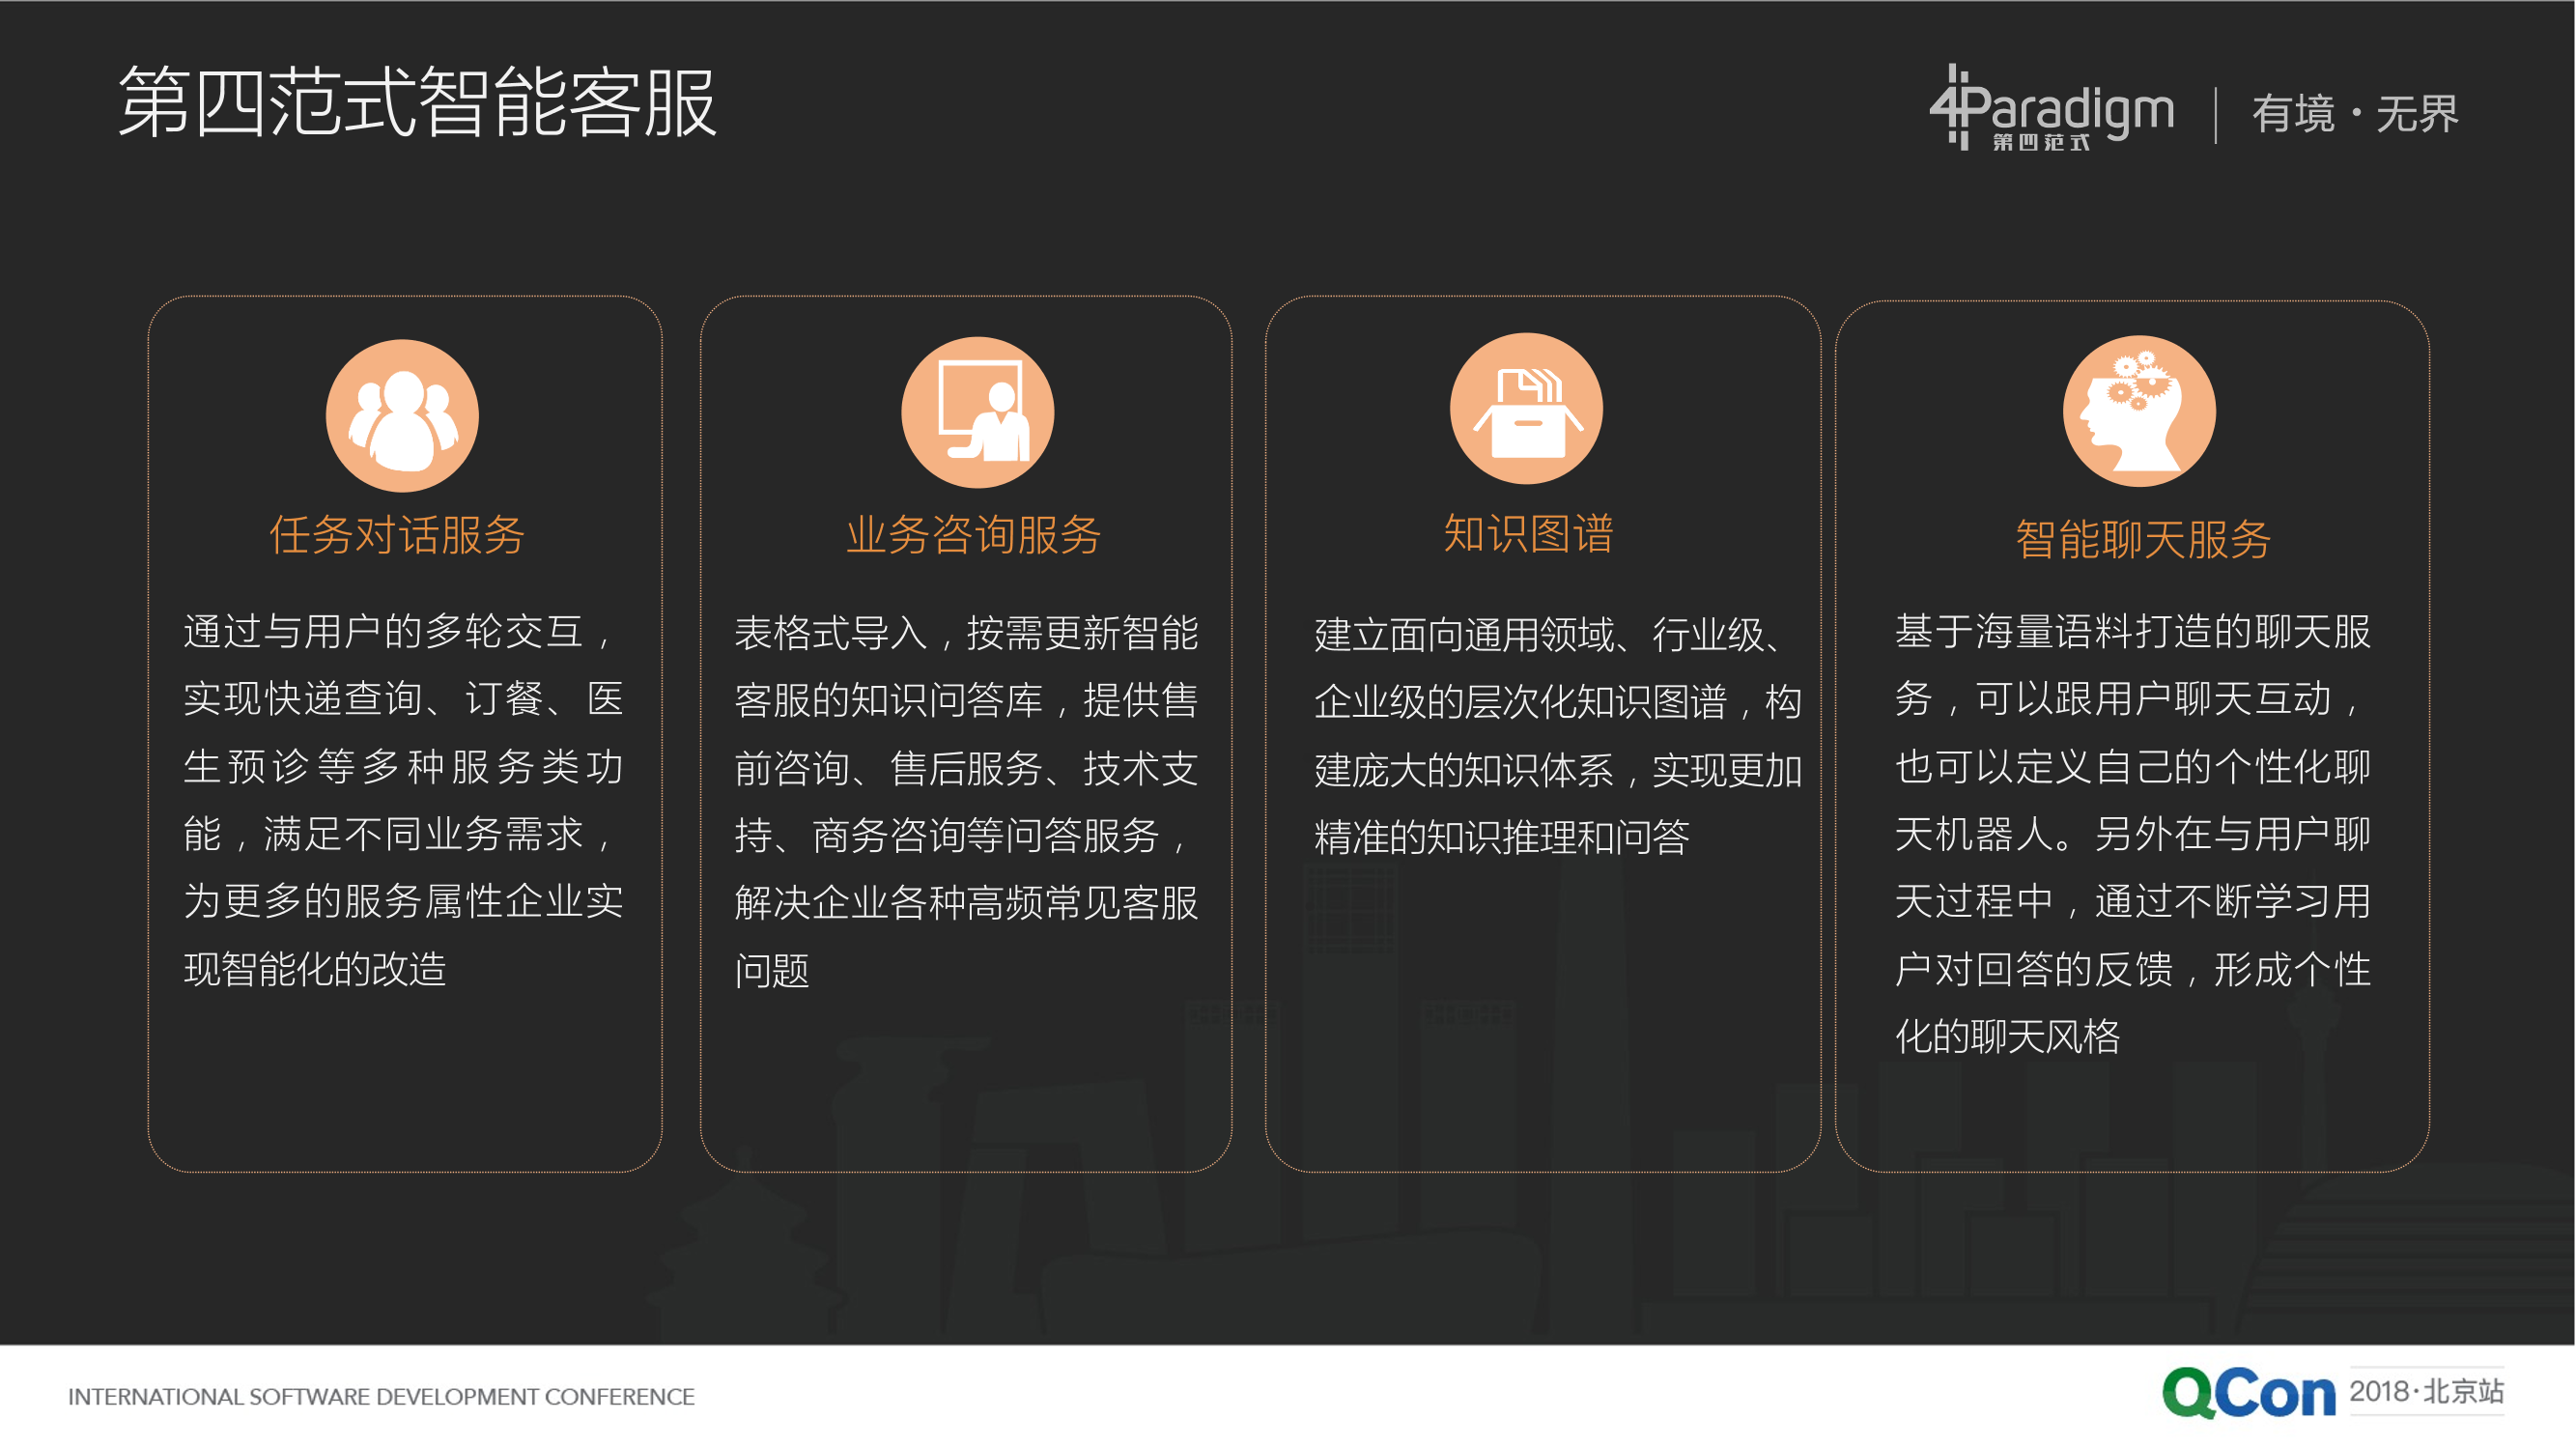 第四范式智能客服
4Paradigm
第四范式
有境·无界
任务对话服务
通过与用户的多轮交互，
实现快递查询、订餐、医
生预诊等多种服务类功
能，满足不同业务需求，
为更多的服务属性企业实
现智能化的改造
业务咨询服务
表格式导入，按需更新智能
客服的知识问答库，提供售
前咨询、售后服务、技术支
持、商务咨询等问答服务，
解决企业各种高频常见客服
问题
知识图谱
建立面向通用领域、行业级、
企业级的层次化知识图谱，构
建庞大的知识体系，实现更加
精准的知识推理和问答
智能聊天服务
基于海量语料打造的聊天服
务，可以跟用户聊天互动，
也可以定义自己的个性化聊
天机器人。另外在与用户聊
天过程中，通过不断学习用
户对回答的反馈，形成个性
化的聊天风格
INTERNATIONAL SOFTWARE DEVELOPMENT CONFERENCE
QCon 2018·北京站